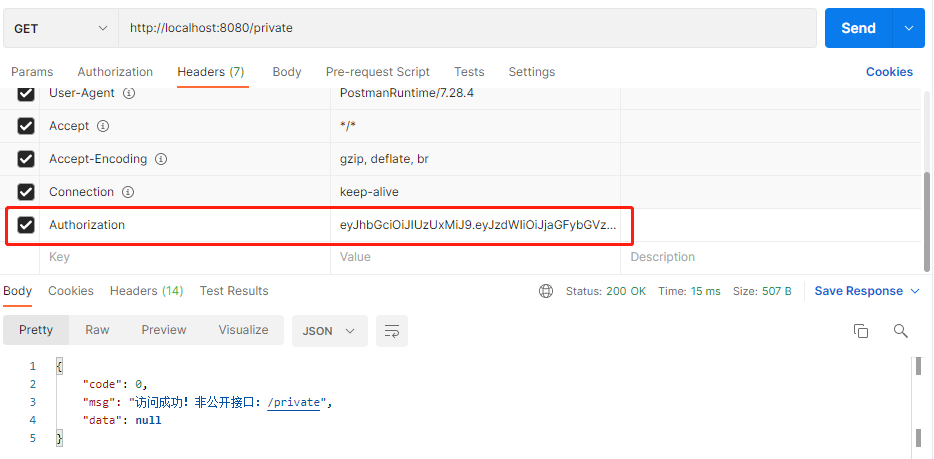 GET http://localhost:8080/private Send
Params Authorization Headers (7) Body Pre-request Script Tests Settings Cookies
User-Agent PostmanRuntime/7.28.4
Accept */*
Accept-Encoding gzip, deflate, br
Connection keep-alive
Authorization eyJhbGciOiJIUzUxMiJ9.eyJzdWIiOiJjaGFybGVz...
Key Value Description
Body Cookies Headers (14) Test Results Status: 200 OK Time: 15 ms Size: 507 B Save Response
Pretty Raw Preview Visualize JSON
1 {
2 "code": 0,
3 "msg": "访问成功！非公开接口：/private",
4 "data": null
5 }